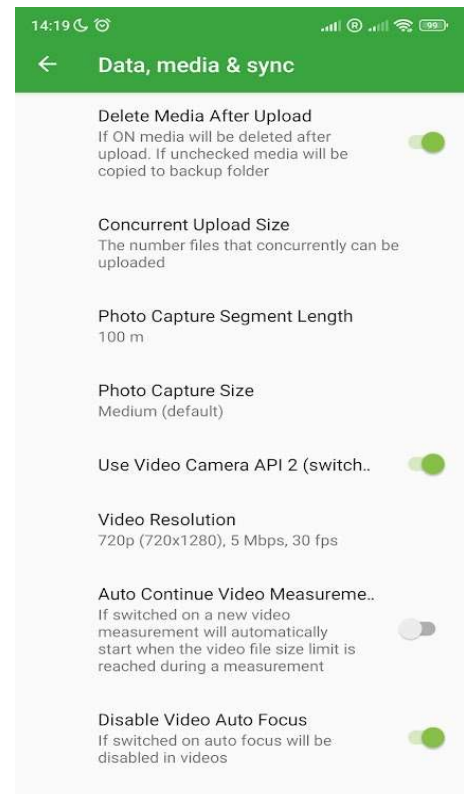 14:19
R
99
Data, media & sync
Delete Media After Upload
If ON media will be deleted after
upload. If unchecked media will be
copied to backup folder
Concurrent Upload Size
The number files that concurrently can be
uploaded
Photo Capture Segment Length
100 m
Photo Capture Size
Medium (default)
Use Video Camera API 2 (switch..
Video Resolution
720p (720x1280), 5 Mbps, 30 fps
Auto Continue Video Measureme..
If switched on a new video
measurement will automatically
start when the video file size limit is
reached during a measurement
Disable Video Auto Focus
If switched on auto focus will be
disabled in videos